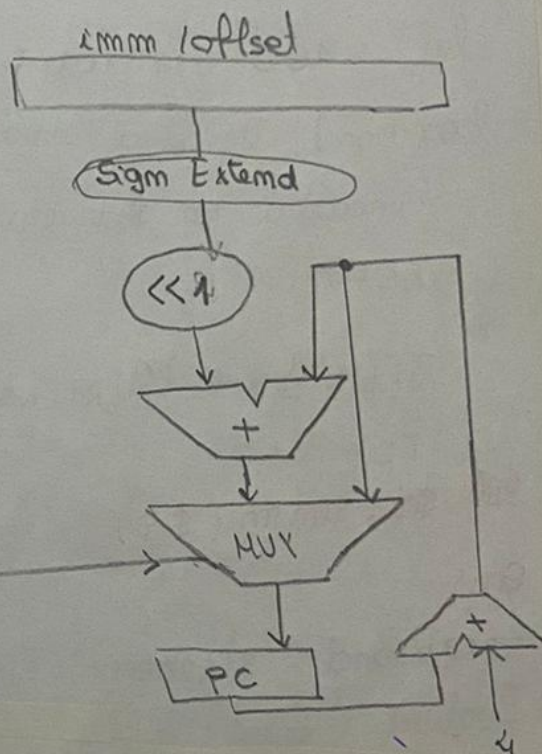 imm /offset
Sign Extend
<<1
+
MUX
PC
+
4